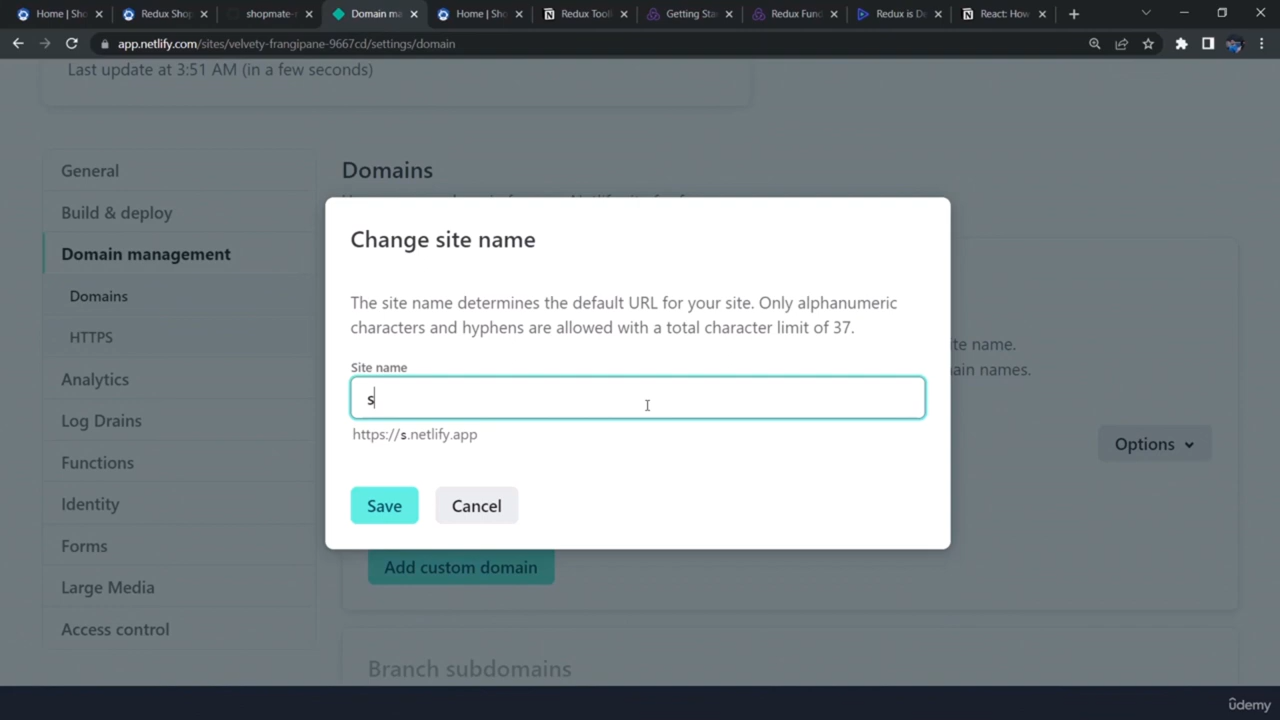 Home | Sho
Redux Shop
shopmate-r
Domain ma
Home | Sho
Redux Tool
Getting Sta
Redux Fun
Redux is De
React: How
app.netlify.com/sites/velvety-frangipane-9667cd/settings/domain
Last update at 3:51 AM (in a few seconds)
General
Build & deploy
Domain management
Domains
HTTPS
Analytics
Log Drains
Functions
Identity
Forms
Large Media
Access control
Domains
Change site name
The site name determines the default URL for your site. Only alphanumeric
characters and hyphens are allowed with a total character limit of 37.
Site name
s
https://s.netlify.app
Save Cancel
ite name.
ain names.
Options
Add custom domain
Branch subdomains
udemy